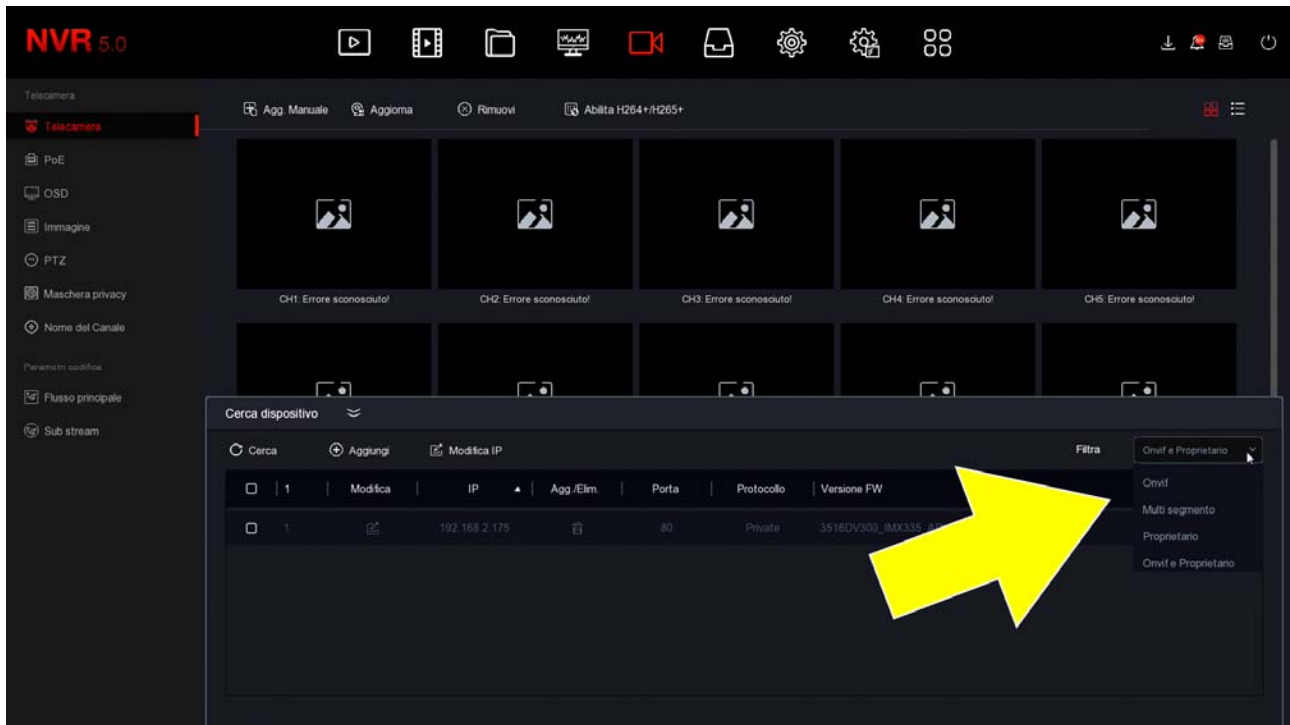 NVR 5.0
Telecamera
Telecamera
PoE
OSD
Immagine
PTZ
Maschera privacy
Nome del Canale
Parametri codifica
Flusso principale
Sub stream
Agg. Manuale Aggiorna Rimuovi Abilita H264+/H265+
CH1: Errore sconosciuto! CH2: Errore sconosciuto! CH3: Errore sconosciuto! CH4: Errore sconosciuto! CH5: Errore sconosciuto!
Cerca dispositivo
Cerca Aggiungi Modifica IP Filtra Onvif e Proprietario
1 Modifica IP Agg./Elim. Porta Protocollo Versione FW
1 192.168.2.175 80 Private 3516DV300_IMX335
Onvif
Multi segmento
Proprietario
Onvif e Proprietario